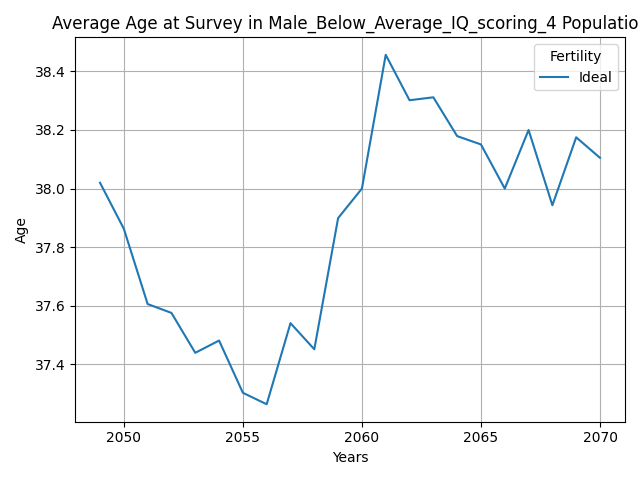 Average Age at Survey in Male_Below_Average_IQ_scoring_4 Populatio
Fertility
Ideal
Age
38.4
38.2
38.0
37.8
37.6
37.4
2050 2055 2060 2065 2070
Years